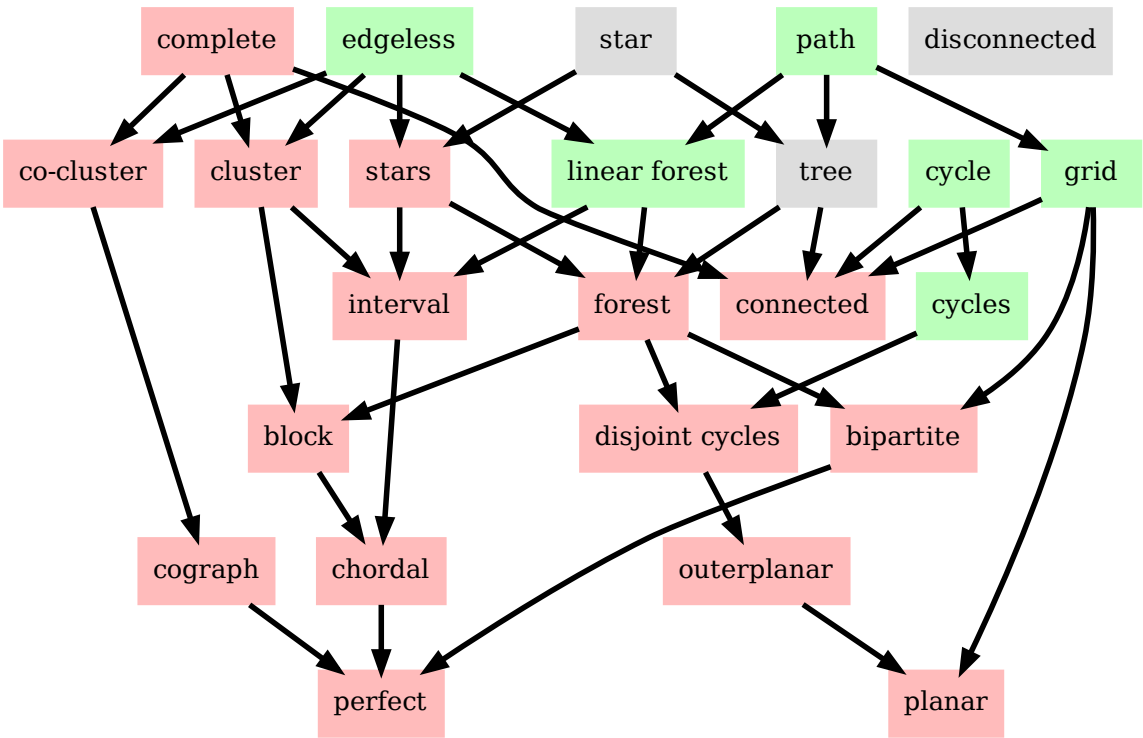 complete
edgeless
star
path
disconnected
co-cluster
cluster
stars
linear forest
tree
cycle
grid
interval
forest
connected
cycles
block
disjoint cycles
bipartite
cograph
chordal
outerplanar
perfect
planar